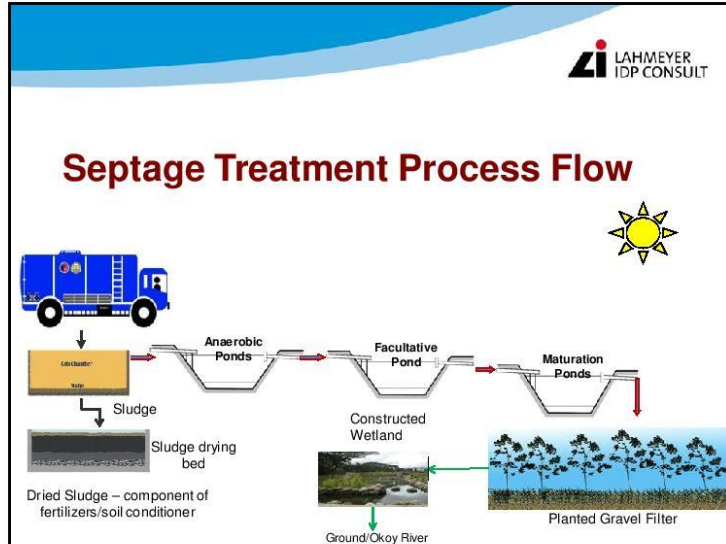 LAHMEYER
IDP CONSULT
Septage Treatment Process Flow
Anaerobic
Ponds
Facultative
Pond
Maturation
Ponds
Sludge
Sludge drying
bed
Dried Sludge – component of
fertilizers/soil conditioner
Constructed
Wetland
Ground/Okoy River
Planted Gravel Filter